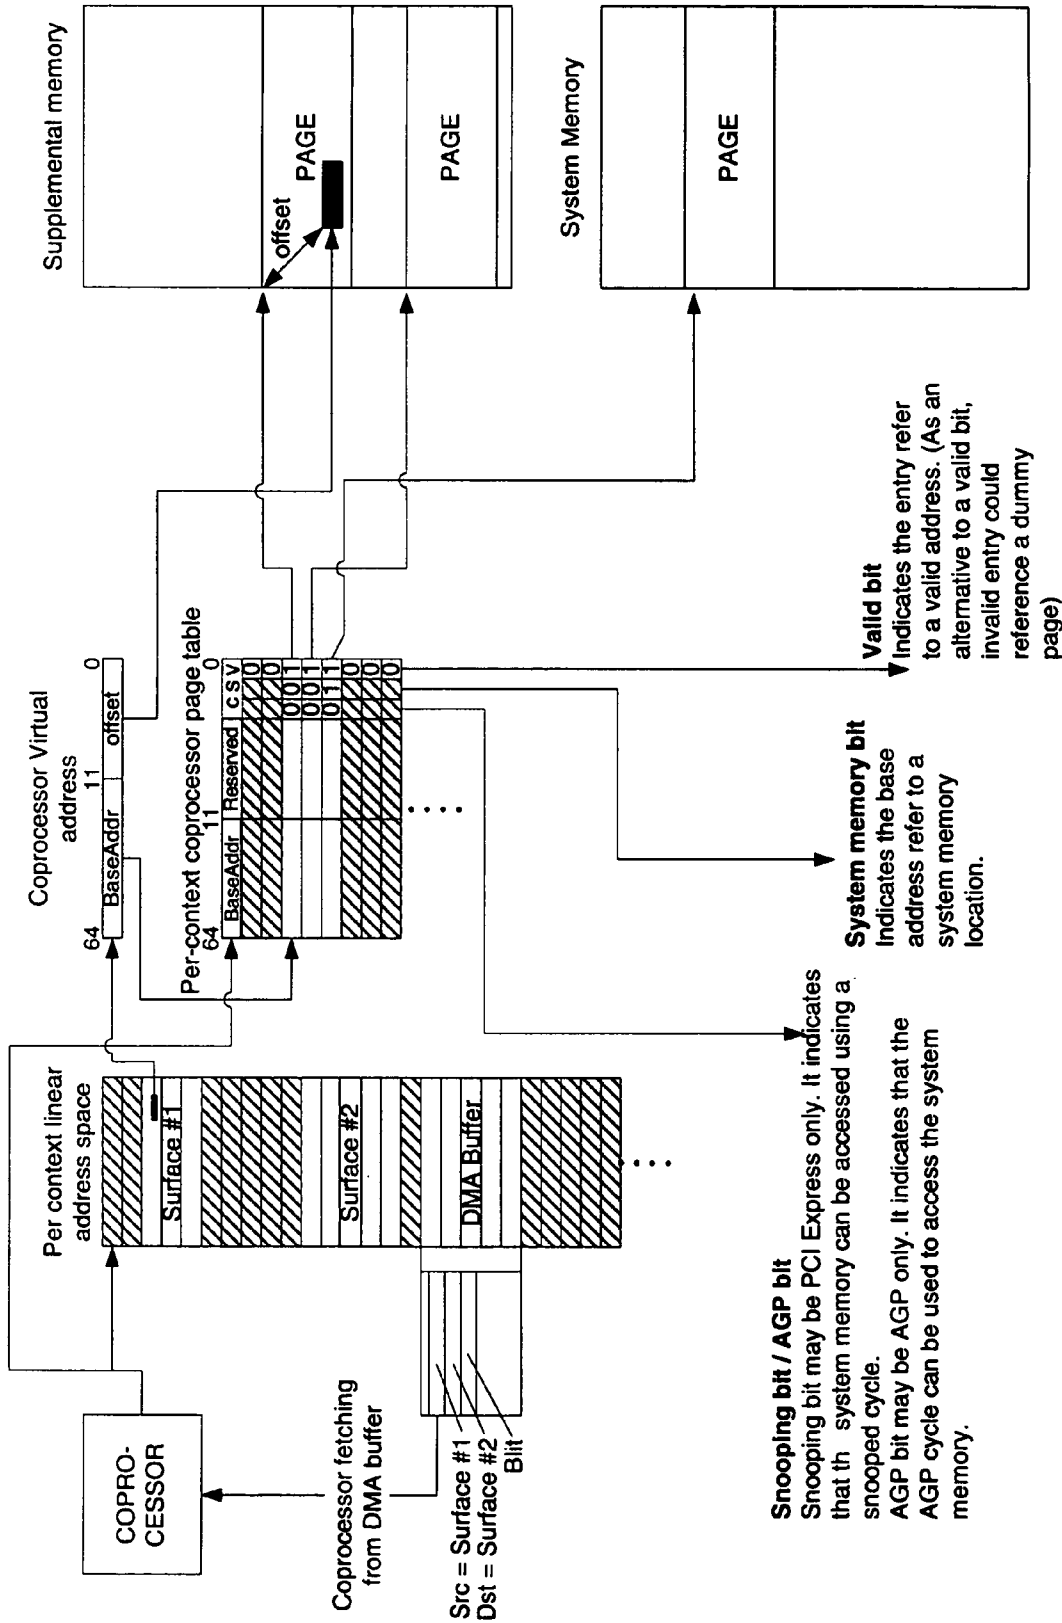 COPRO-
CESSOR
Coprocessor fetching
from DMA buffer
Src = Surface #1
Dst = Surface #2
Blit
Per context linear
address space
Surface #1
Surface #2
DMA Buffer
Coprocessor Virtual
address
64
11
0
BaseAddr
offset
Per-context coprocessor page table
64
11
0
BaseAddr
Reserved
C S V
0
0
0 0 1
0 0 1
0 1 1
0
0
0
Supplemental memory
offset
PAGE
PAGE
System Memory
PAGE
Snooping bit / AGP bit
Snooping bit may be PCI Express only. It indicates
that th system memory can be accessed using a
snooped cycle.
AGP bit may be AGP only. It indicates that the
AGP cycle can be used to access the system
memory.
System memory bit
Indicates the base
address refer to a
system memory
location.
Valid bit
Indicates the entry refer
to a valid address. (As an
alternative to a valid bit,
invalid entry could
reference a dummy
page)